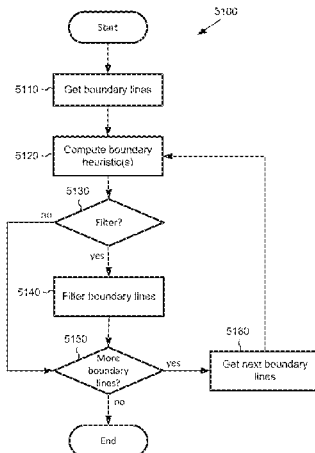 Start
5100
5110
Get boundary lines
5120
Compute boundary
heuristic(s)
5130
no
Filter?
yes
5140
Filter boundary lines
5150
More
boundary
lines?
yes
5160
Get next boundary
lines
no
End